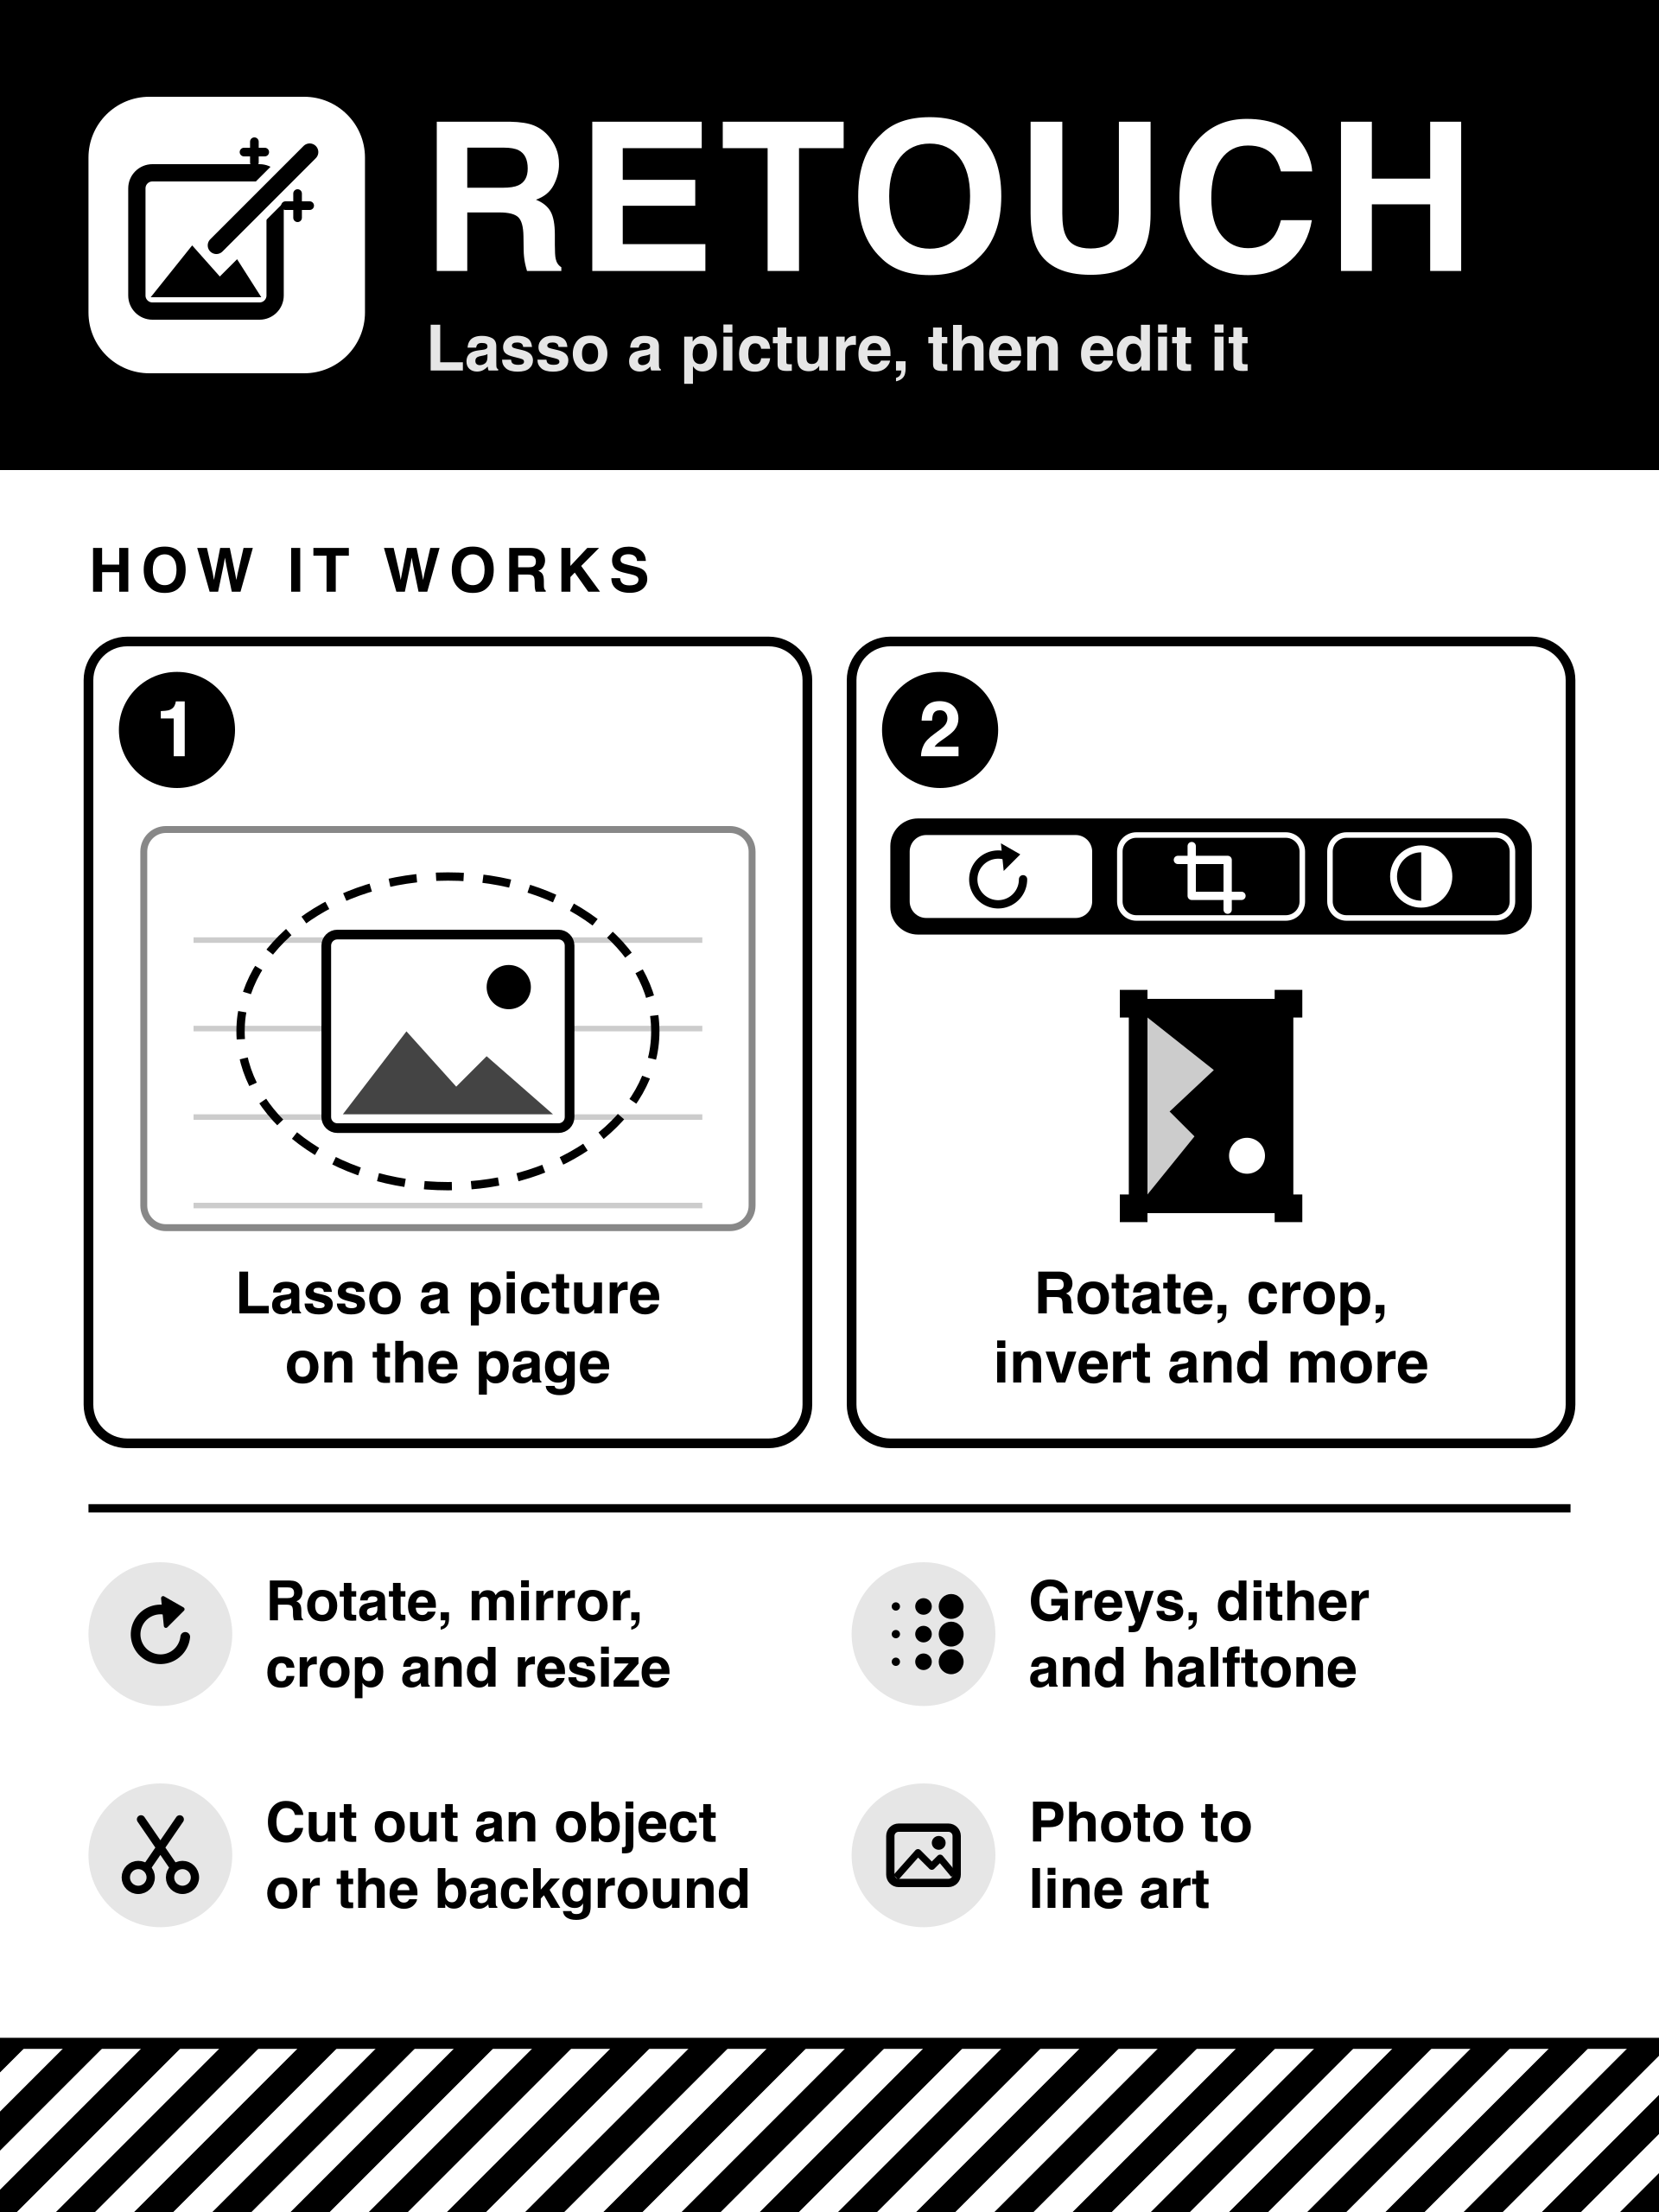 RETOUCH
Lasso a picture, then edit it
HOW IT WORKS
1
Lasso a picture
on the page
2
Rotate, crop,
invert and more
Rotate, mirror,
crop and resize
Greys, dither
and halftone
Cut out an object
or the background
Photo to
line art